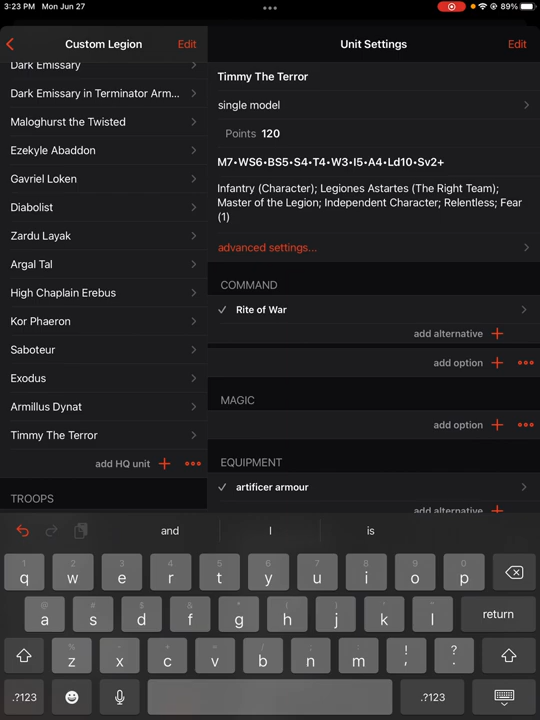 3:23 PM Mon Jun 27
89%
Custom Legion
Edit
Unit Settings
Edit
Dark Emissary
Dark Emissary in Terminator Arm...
Maloghurst the Twisted
Ezekyle Abaddon
Gavriel Loken
Diabolist
Zardu Layak
Argal Tal
High Chaplain Erebus
Kor Phaeron
Saboteur
Exodus
Armillus Dynat
Timmy The Terror
add HQ unit
TROOPS
Timmy The Terror
single model
Points 120
M7•WS6•BS5•S4•T4•W3•I5•A4•Ld10•Sv2+
Infantry (Character); Legiones Astartes (The Right Team);
Master of the Legion; Independent Character; Relentless; Fear
(1)
advanced settings...
COMMAND
Rite of War
add alternative
add option
MAGIC
add option
EQUIPMENT
artificer armour
add alternative
and I is
1 2 3 4 5 6 7 8 9 0
q w e r t y u i o p
@ # $ & * ( ) ' "
a s d f g h j k l return
% - + = / ; : ! ?
z x c v b n m , .
.?123 .?123